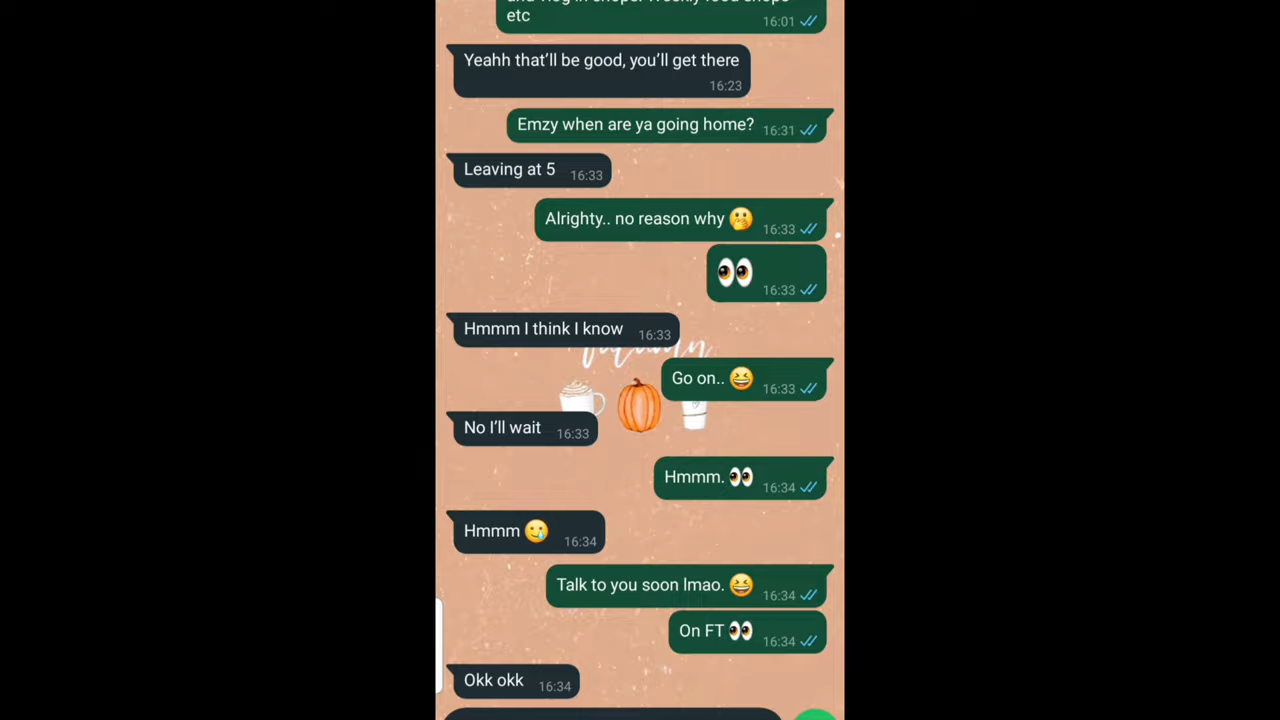 etc
16:01
Yeahh that’ll be good, you’ll get there
16:23
Emzy when are ya going home? 16:31
Leaving at 5 16:33
Alrighty.. no reason why 🤭 16:33
👀 16:33
Hmmm I think I know 16:33
Go on.. 😆 16:33
No I’ll wait 16:33
Hmmm. 👀 16:34
Hmmm 🥲 16:34
Talk to you soon lmao. 😆 16:34
On FT 👀 16:34
Okk okk 16:34